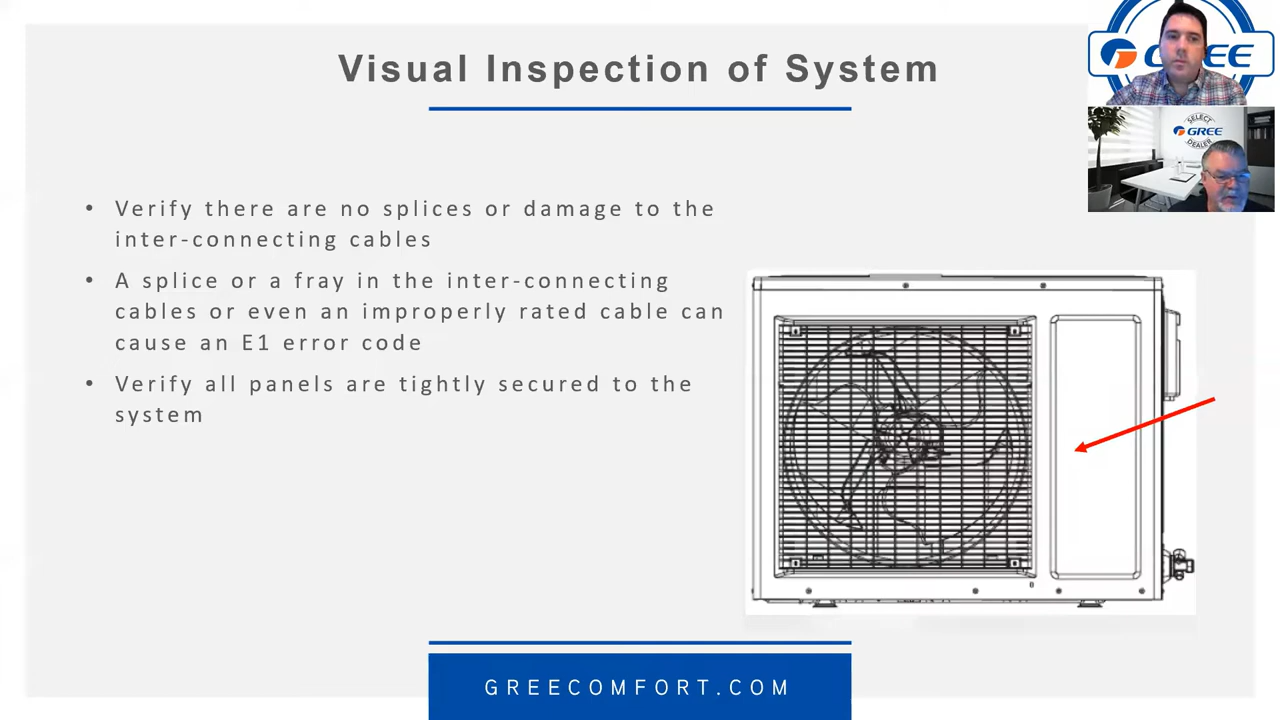 Visual Inspection of System
GREE
SELECT
GREE
DEALER
• Verify there are no splices or damage to the
inter-connecting cables
• A splice or a fray in the inter-connecting
cables or even an improperly rated cable can
cause an E1 error code
• Verify all panels are tightly secured to the
system
GREECOMFORT.COM